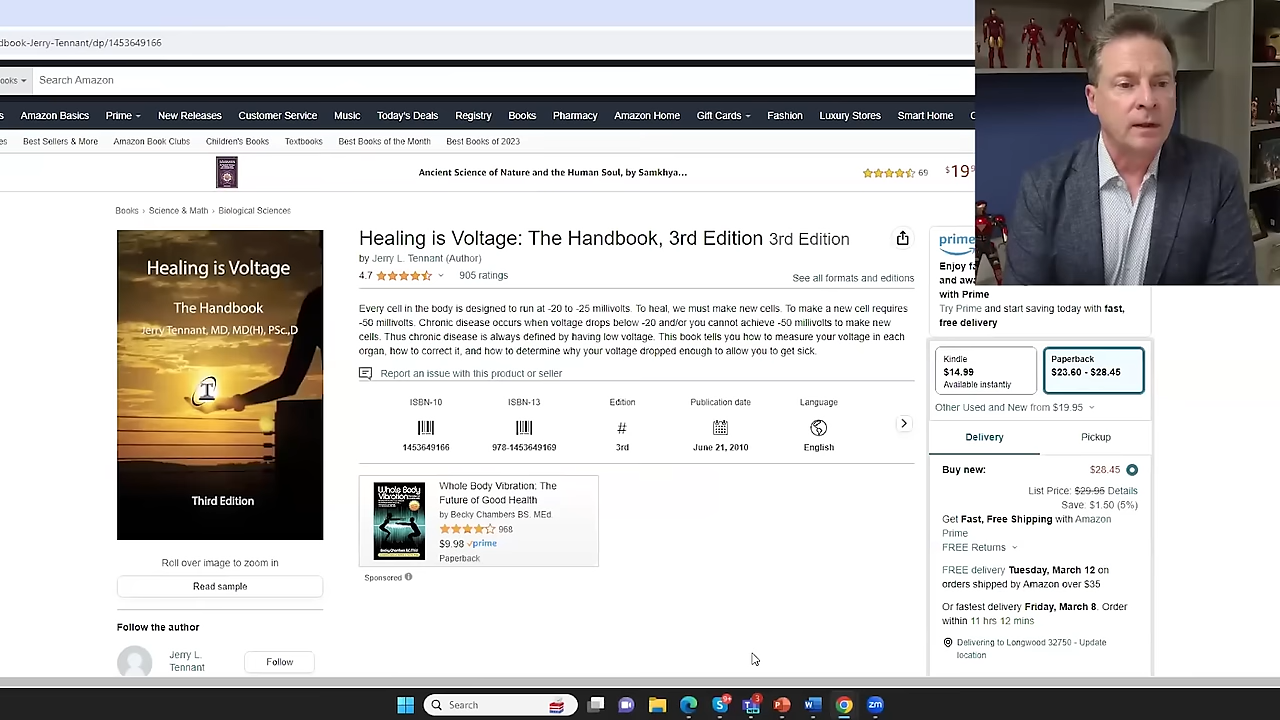 dbook-Jerry-Tennant/dp/1453649166
ooks
Search Amazon
s Amazon Basics Prime New Releases Customer Service Music Today's Deals Registry Books Pharmacy Amazon Home Gift Cards Fashion Luxury Stores Smart Home
es Best Sellers & More Amazon Book Clubs Children's Books Textbooks Best Books of the Month Best Books of 2023
Ancient Science of Nature and the Human Soul, by Samkhya... 69 $19
Books › Science & Math › Biological Sciences
Healing is Voltage
The Handbook
Jerry Tennant, MD, MD(H), PSc.,D
T
Third Edition
Roll over image to zoom in
Read sample
Follow the author
Jerry L.
Tennant
Follow
Healing is Voltage: The Handbook, 3rd Edition 3rd Edition
by Jerry L. Tennant (Author)
4.7 905 ratings
See all formats and editions
Every cell in the body is designed to run at -20 to -25 millivolts. To heal, we must make new cells. To make a new cell requires
-50 millivolts. Chronic disease occurs when voltage drops below -20 and/or you cannot achieve -50 millivolts to make new
cells. Thus chronic disease is always defined by having low voltage. This book tells you how to measure your voltage in each
organ, how to correct it, and how to determine why your voltage dropped enough to allow you to get sick.
Report an issue with this product or seller
ISBN-10 ISBN-13 Edition Publication date Language
#
1453649166 978-1453649169 3rd June 21, 2010 English
Whole Body
Vibration
Whole Body Vibration: The
Future of Good Health
by Becky Chambers BS. MEd.
968
$9.98 prime
Paperback
Sponsored
prime
Enjoy
and aw
with Prime
Try Prime and start saving today with fast,
free delivery
Kindle
$14.99
Available instantly
Paperback
$23.60 - $28.45
Other Used and New from $19.95
Delivery Pickup
Buy new: $28.45
List Price: $29.95 Details
Save: $1.50 (5%)
Get Fast, Free Shipping with Amazon
Prime
FREE Returns
FREE delivery Tuesday, March 12 on
orders shipped by Amazon over $35
Or fastest delivery Friday, March 8. Order
within 11 hrs 12 mins
Delivering to Longwood 32750 - Update
location
Search